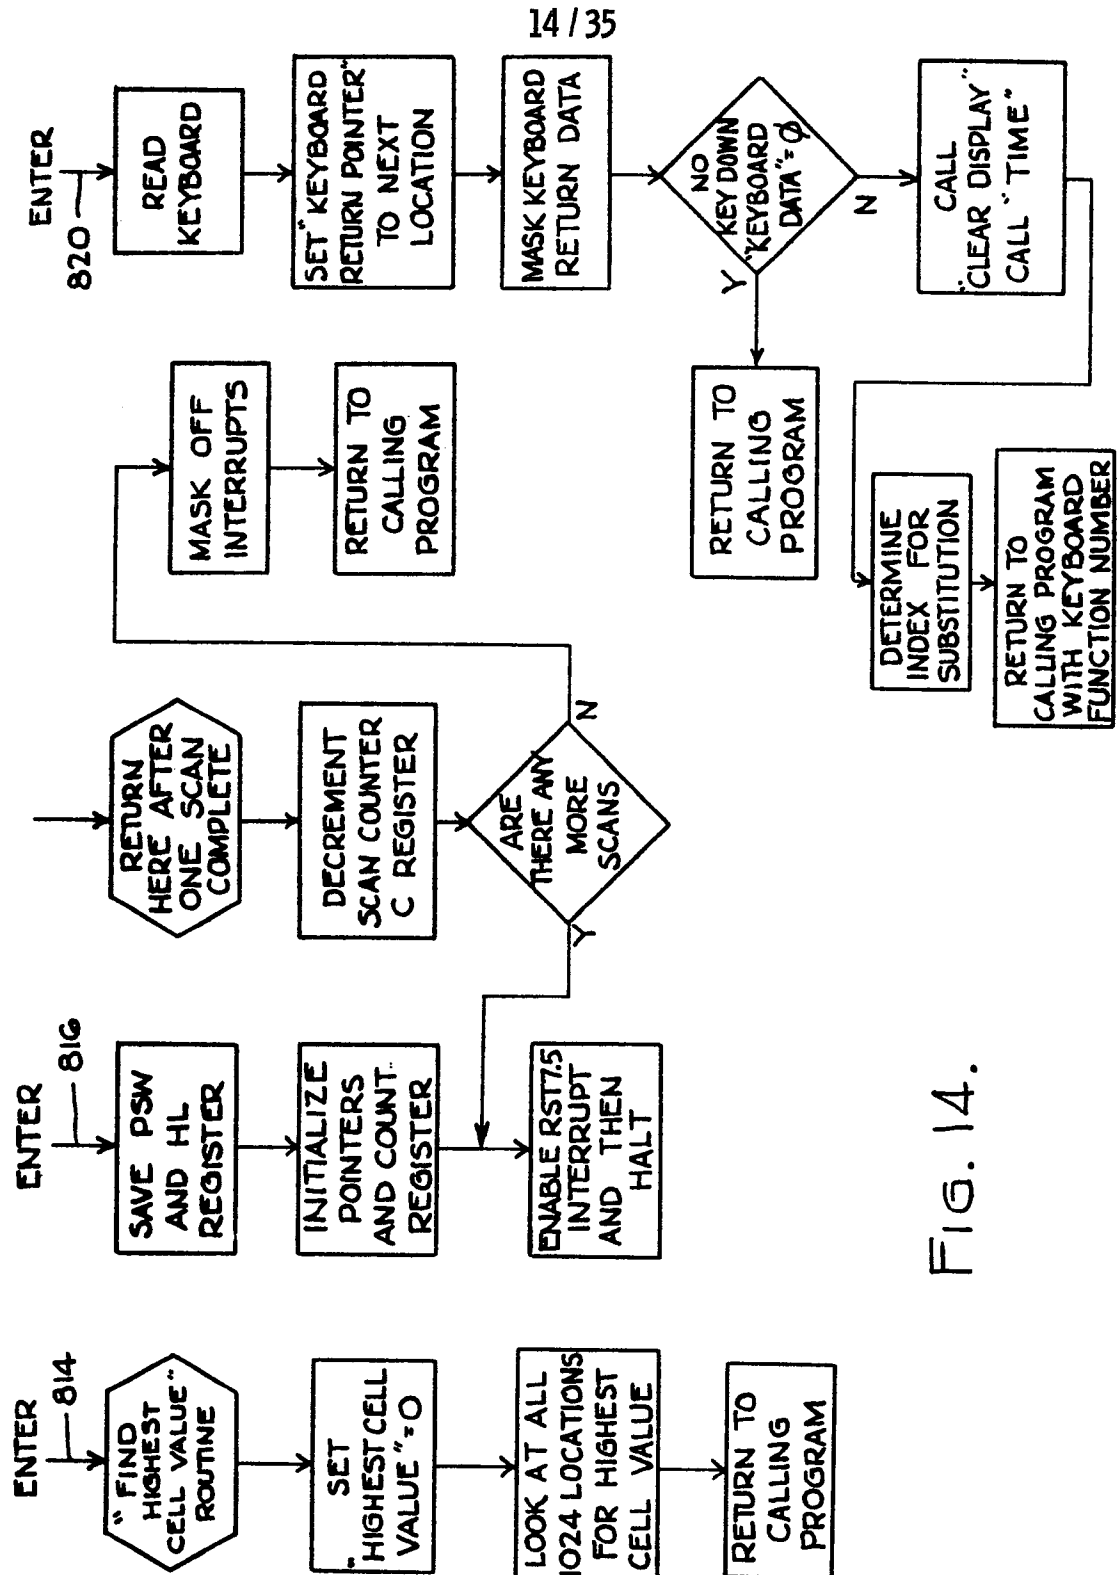 14 / 35
ENTER
814
" FIND
HIGHEST
CELL VALUE"
ROUTINE
SET
"HIGHEST CELL
VALUE"=0
LOOK AT ALL
1024 LOCATIONS
FOR HIGHEST
CELL VALUE
RETURN TO
CALLING
PROGRAM
ENTER
816
SAVE PSW
AND HL
REGISTER
INITIALIZE
POINTERS
AND COUNT
REGISTER
ENABLE RST7.5
INTERRUPT
AND THEN
HALT
RETURN
HERE AFTER
ONE SCAN
COMPLETE
DECREMENT
SCAN COUNTER
C REGISTER
ARE
THERE ANY
MORE
SCANS
Y
N
MASK OFF
INTERRUPTS
RETURN TO
CALLING
PROGRAM
ENTER
820
READ
KEYBOARD
SET "KEYBOARD
RETURN POINTER"
TO NEXT
LOCATION
MASK KEYBOARD
RETURN DATA
NO
KEY DOWN
"KEYBOARD
DATA"=Ø
Y
N
RETURN TO
CALLING
PROGRAM
CALL
"CLEAR DISPLAY"
CALL "TIME"
DETERMINE
INDEX FOR
SUBSTITUTION
RETURN TO
CALLING PROGRAM
WITH KEYBOARD
FUNCTION NUMBER
FIG. 14.